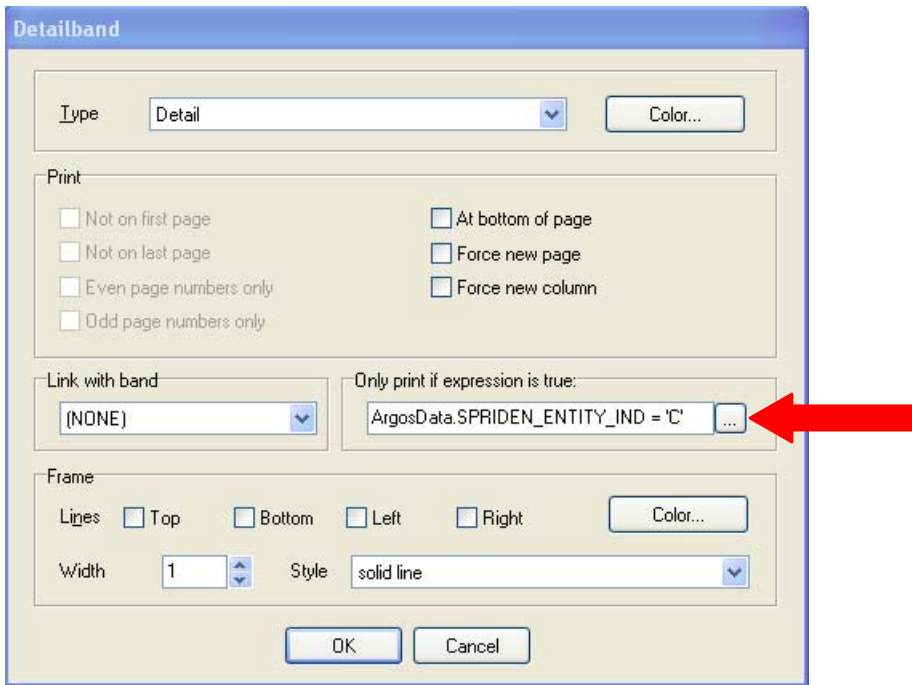 Detailband
Type Detail Color...
Print
Not on first page At bottom of page
Not on last page Force new page
Even page numbers only Force new column
Odd page numbers only
Link with band Only print if expression is true:
(NONE) ArgosData.SPRIDEN_ENTITY_IND = 'C' ...
Frame
Lines Top Bottom Left Right Color...
Width 1 Style solid line
OK Cancel